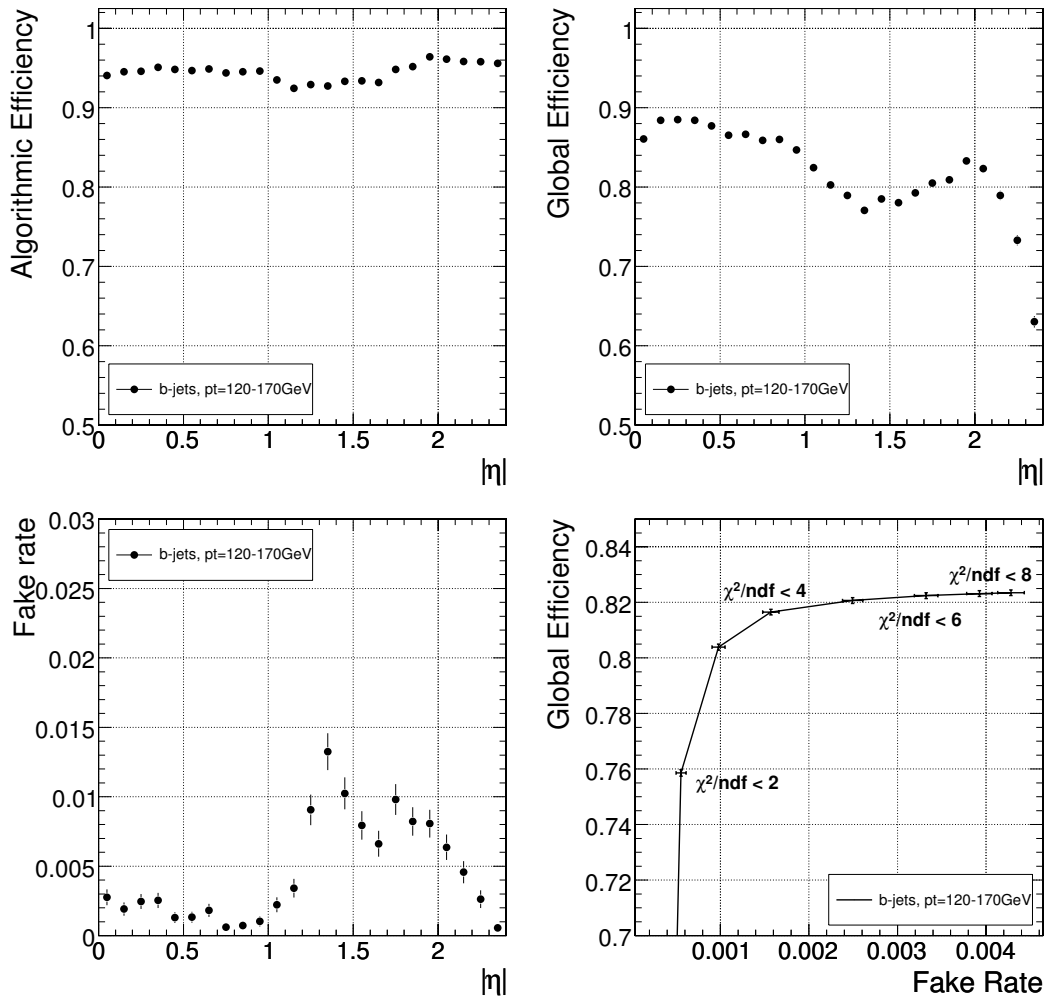 Algorithmic Efficiency
1
0.9
0.8
0.7
0.6
0.5
b-jets, pt=120-170GeV
0 0.5 1 1.5 2
|η|
Global Efficiency
1
0.9
0.8
0.7
0.6
0.5
b-jets, pt=120-170GeV
0 0.5 1 1.5 2
|η|
Fake rate
0.03
0.025
0.02
0.015
0.01
0.005
0
b-jets, pt=120-170GeV
0 0.5 1 1.5 2
|η|
Global Efficiency
0.84
0.82
0.8
0.78
0.76
0.74
0.72
0.7
χ²/ndf < 8
χ²/ndf < 4
χ²/ndf < 6
χ²/ndf < 2
b-jets, pt=120-170GeV
0.001 0.002 0.003 0.004
Fake Rate